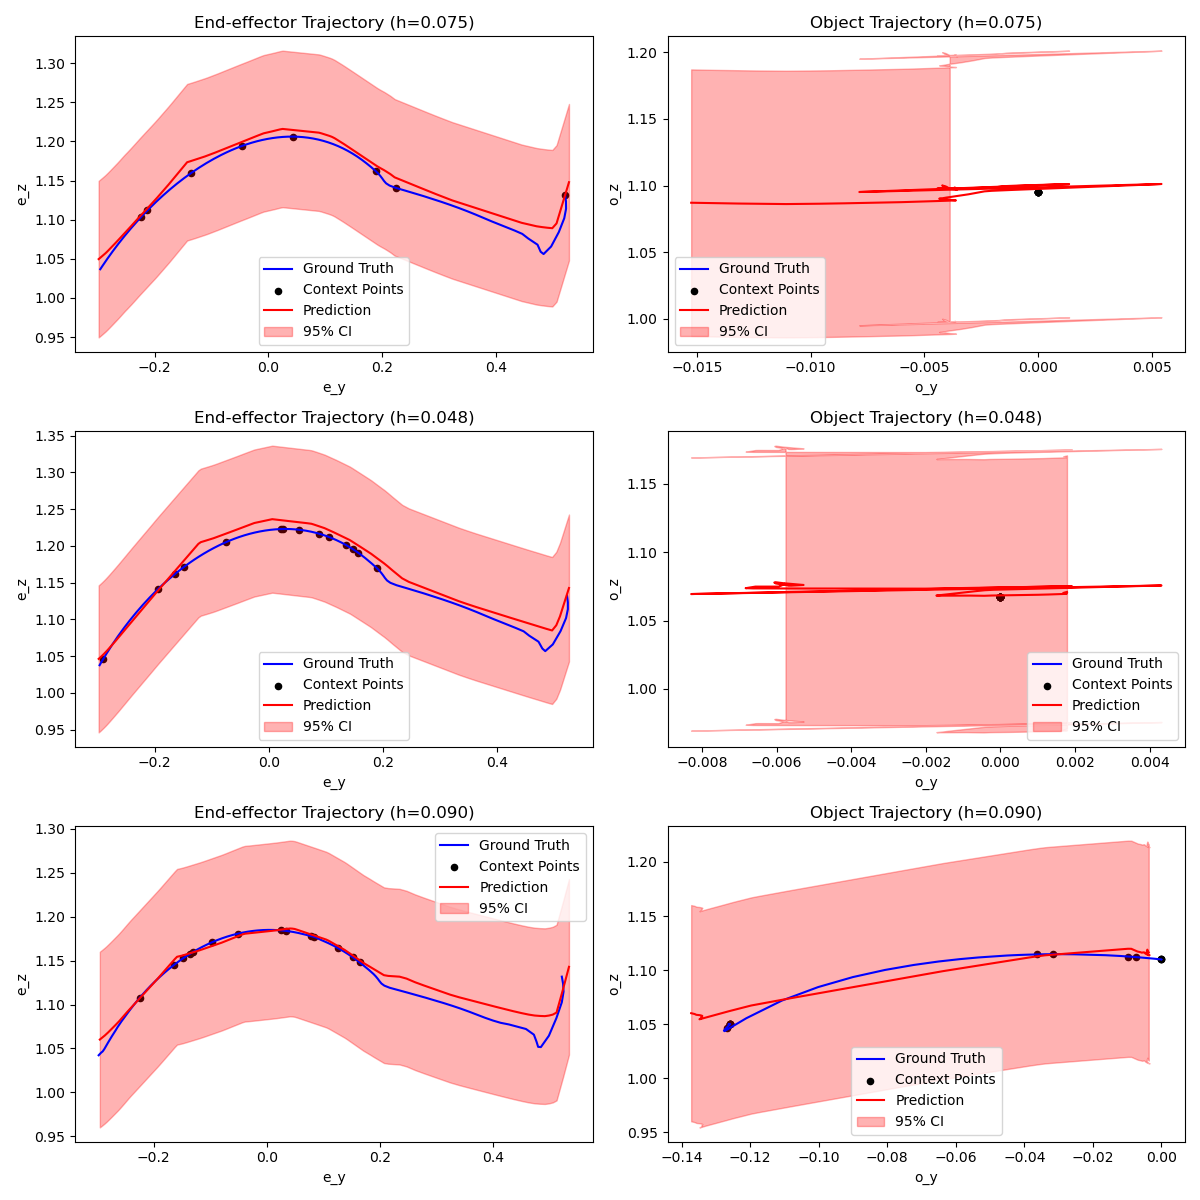 End-effector Trajectory (h=0.075)
e_z
1.30
1.25
1.20
1.15
1.10
1.05
1.00
0.95
Ground Truth
Context Points
Prediction
95% CI
−0.2
0.0
0.2
0.4
e_y
Object Trajectory (h=0.075)
o_z
1.20
1.15
1.10
1.05
1.00
Ground Truth
Context Points
Prediction
95% CI
−0.015
−0.010
−0.005
0.000
0.005
o_y
End-effector Trajectory (h=0.048)
e_z
1.35
1.30
1.25
1.20
1.15
1.10
1.05
1.00
0.95
Ground Truth
Context Points
Prediction
95% CI
−0.2
0.0
0.2
0.4
e_y
Object Trajectory (h=0.048)
o_z
1.15
1.10
1.05
1.00
Ground Truth
Context Points
Prediction
95% CI
−0.008
−0.006
−0.004
−0.002
0.000
0.002
0.004
o_y
End-effector Trajectory (h=0.090)
e_z
1.30
1.25
1.20
1.15
1.10
1.05
1.00
0.95
Ground Truth
Context Points
Prediction
95% CI
−0.2
0.0
0.2
0.4
e_y
Object Trajectory (h=0.090)
o_z
1.20
1.15
1.10
1.05
1.00
0.95
Ground Truth
Context Points
Prediction
95% CI
−0.14
−0.12
−0.10
−0.08
−0.06
−0.04
−0.02
0.00
o_y